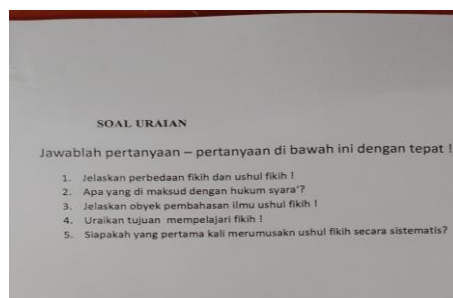 SOAL URAIAN
Jawablah pertanyaan – pertanyaan di bawah ini dengan tepat !
1. Jelaskan perbedaan fikih dan ushul fikih !
2. Apa yang di maksud dengan hukum syara'?
3. Jelaskan obyek pembahasan ilmu ushul fikih !
4. Uraikan tujuan mempelajari fikih !
5. Siapakah yang pertama kali merumusakn ushul fikih secara sistematis?